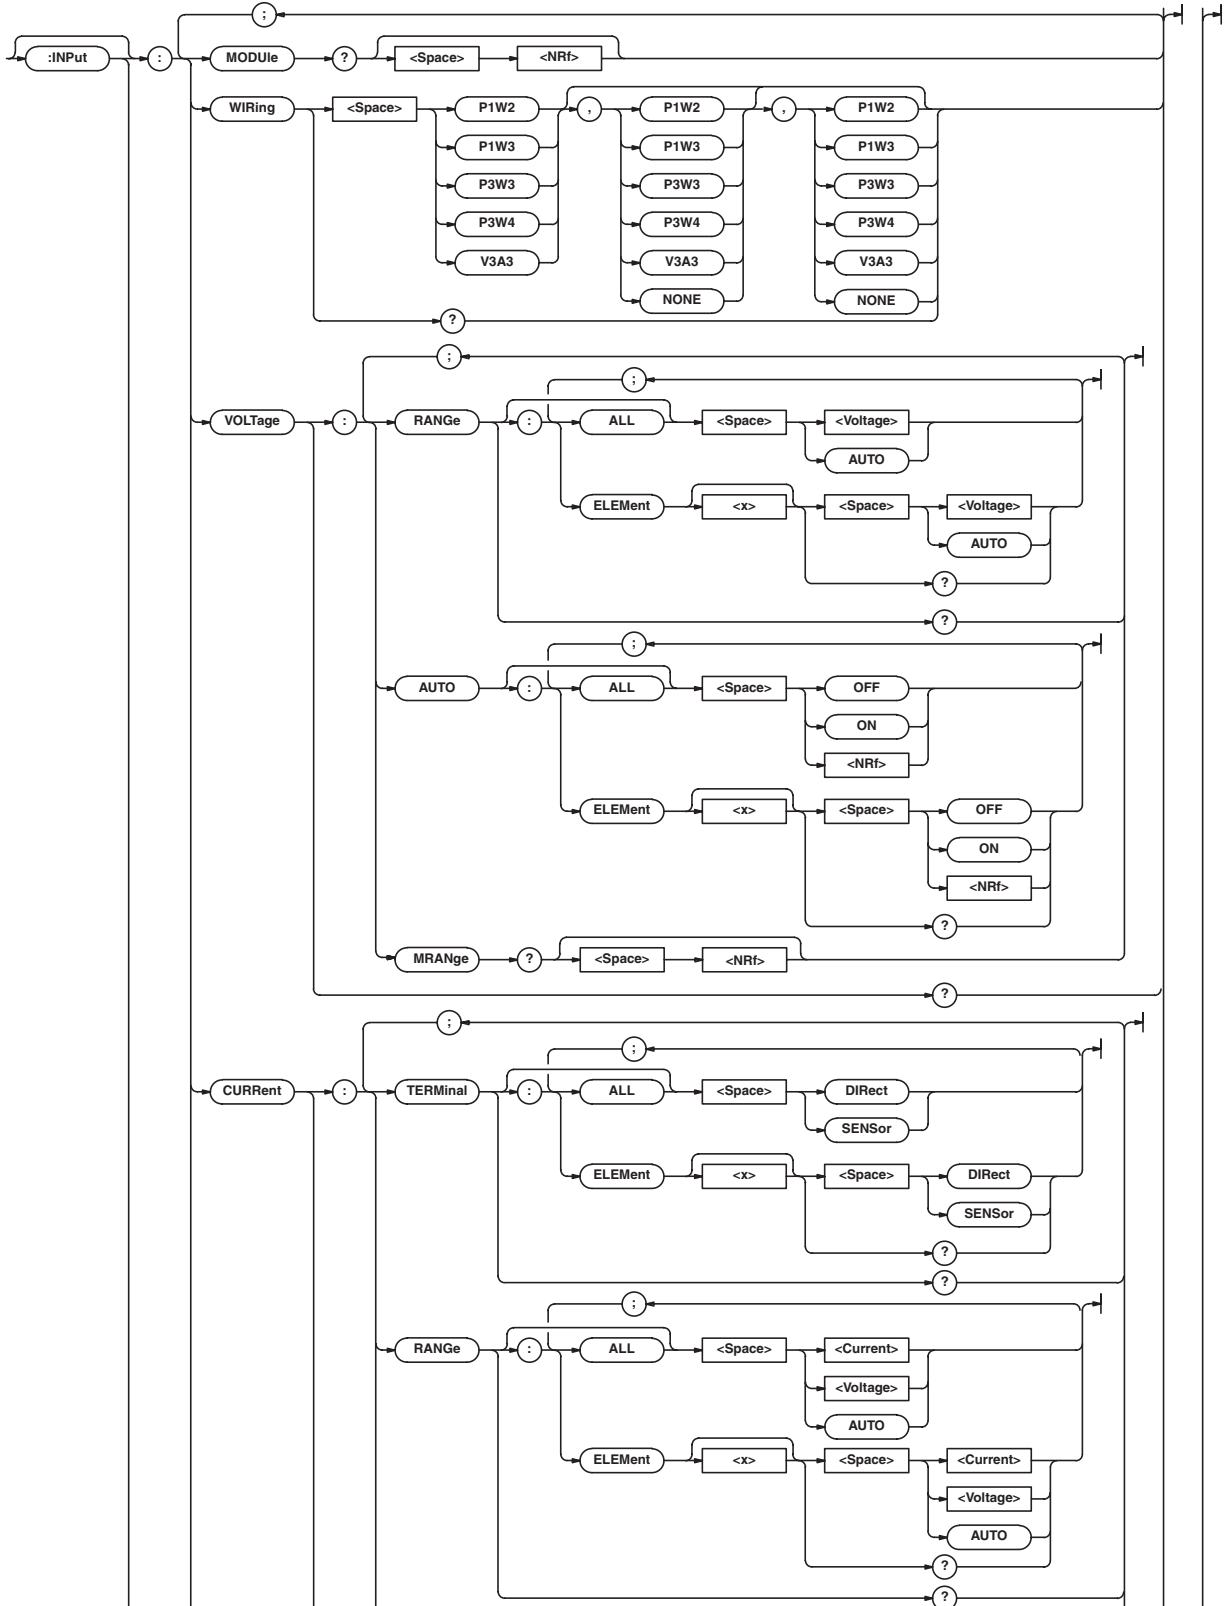 ;
:INPut : MODUle ? <Space> <NRf>
WIRing <Space> P1W2 , P1W2 , P1W2
P1W3 P1W3 P1W3
P3W3 P3W3 P3W3
P3W4 P3W4 P3W4
V3A3 V3A3 V3A3
NONE NONE
?
;
;
VOLTage : RANGe : ALL <Space> <Voltage>
AUTO
ELEMent <x> <Space> <Voltage>
AUTO
?
?
;
AUTO : ALL <Space> OFF
ON
<NRf>
ELEMent <x> <Space> OFF
ON
<NRf>
?
MRANge ? <Space> <NRf>
?
;
;
CURRent : TERMinal : ALL <Space> DIRect
SENSor
ELEMent <x> <Space> DIRect
SENSor
?
?
;
RANGe : ALL <Space> <Current>
<Voltage>
AUTO
ELEMent <x> <Space> <Current>
<Voltage>
AUTO
?
?